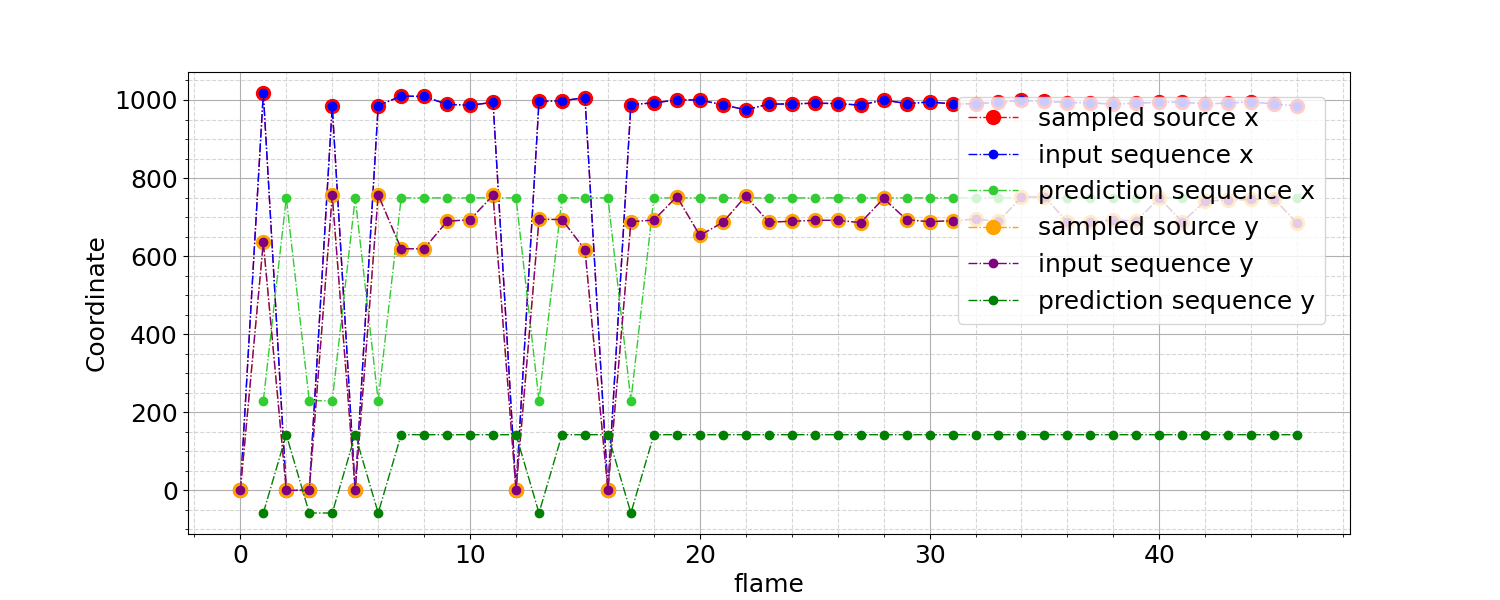 1000
800
600
400
200
0
Coordinate
sampled source x
input sequence x
prediction sequence x
sampled source y
input sequence y
prediction sequence y
0 10 20 30 40
flame